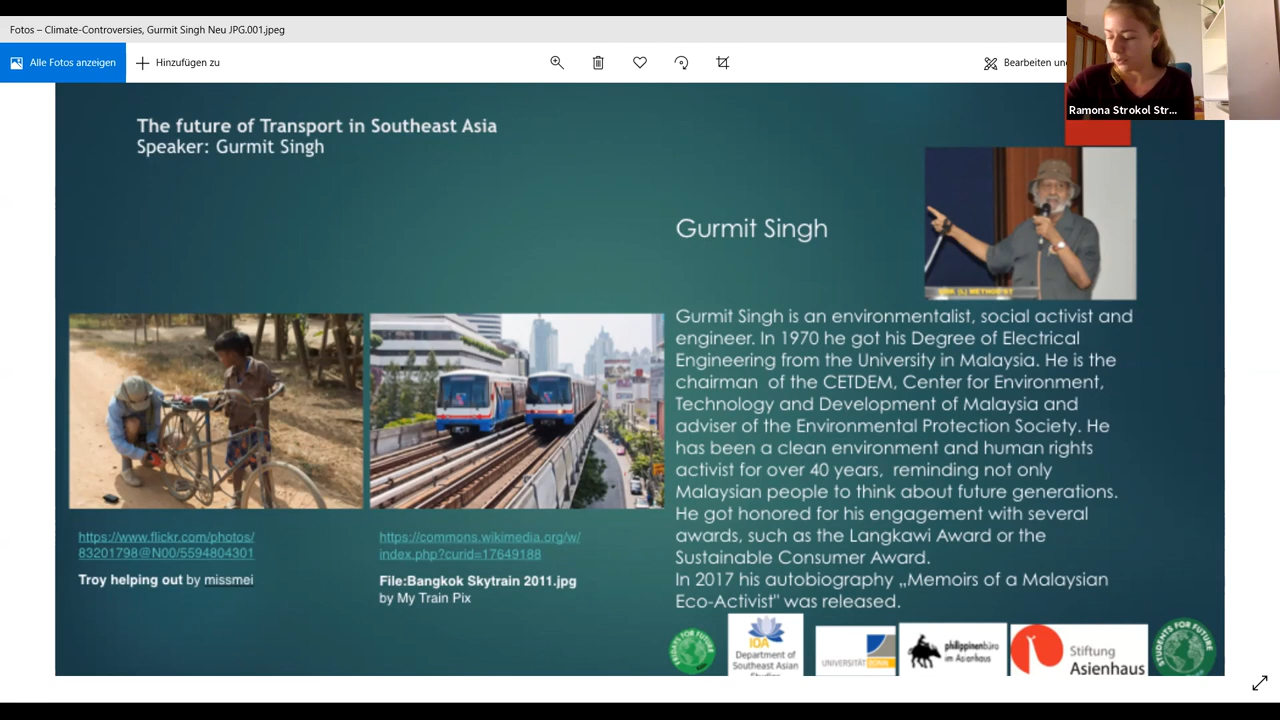 Fotos – Climate-Controversies, Gurmit Singh Neu JPG.001.jpeg
Alle Fotos anzeigen
Hinzufügen zu
Bearbeiten un
Ramona Strokol Str...
The future of Transport in Southeast Asia
Speaker: Gurmit Singh
Gurmit Singh
Gurmit Singh is an environmentalist, social activist and
engineer. In 1970 he got his Degree of Electrical
Engineering from the University in Malaysia. He is the
chairman of the CETDEM, Center for Environment,
Technology and Development of Malaysia and
adviser of the Environmental Protection Society. He
has been a clean environment and human rights
activist for over 40 years, reminding not only
Malaysian people to think about future generations.
He got honored for his engagement with several
awards, such as the Langkawi Award or the
Sustainable Consumer Award.
In 2017 his autobiography „Memoirs of a Malaysian
Eco-Activist" was released.
https://www.flickr.com/photos/
83201798@N00/5594804301
Troy helping out by missmei
https://commons.wikimedia.org/w/
index.php?curid=17649188
File:Bangkok Skytrain 2011.jpg
by My Train Pix
IOA
Department of
Southeast Asian
Studies
UNIVERSITÄT BONN
philippinenbüro
im Asienhaus
Stiftung
Asienhaus
STUDENTS FOR FUTURE